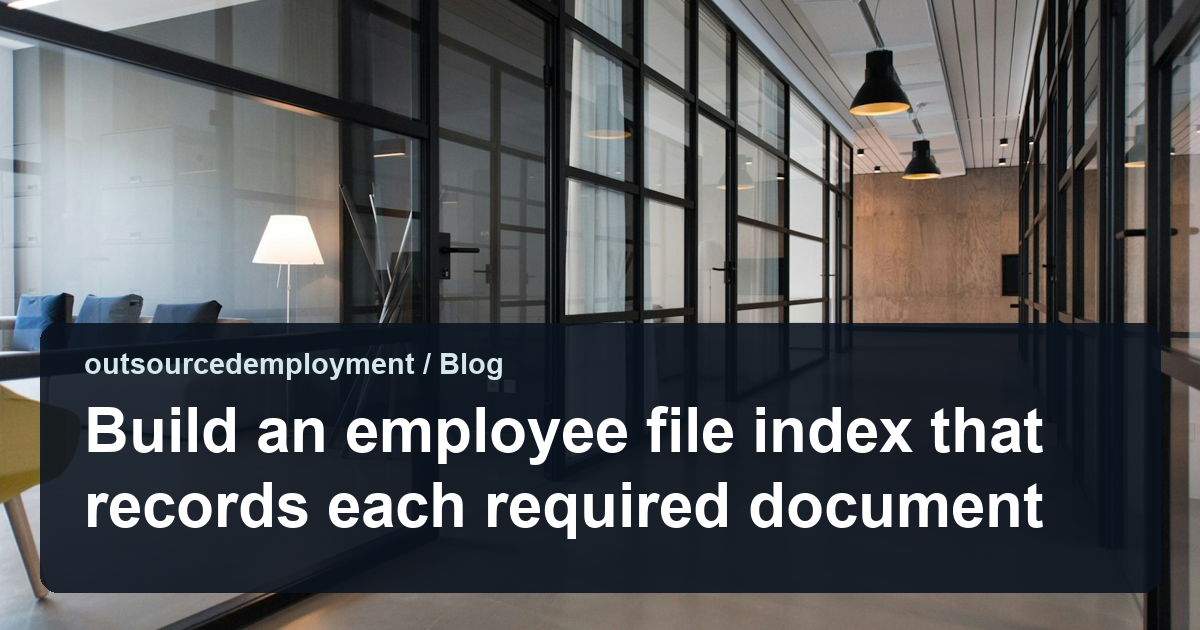 outsourcedemployment / Blog
Build an employee file index that
records each required document